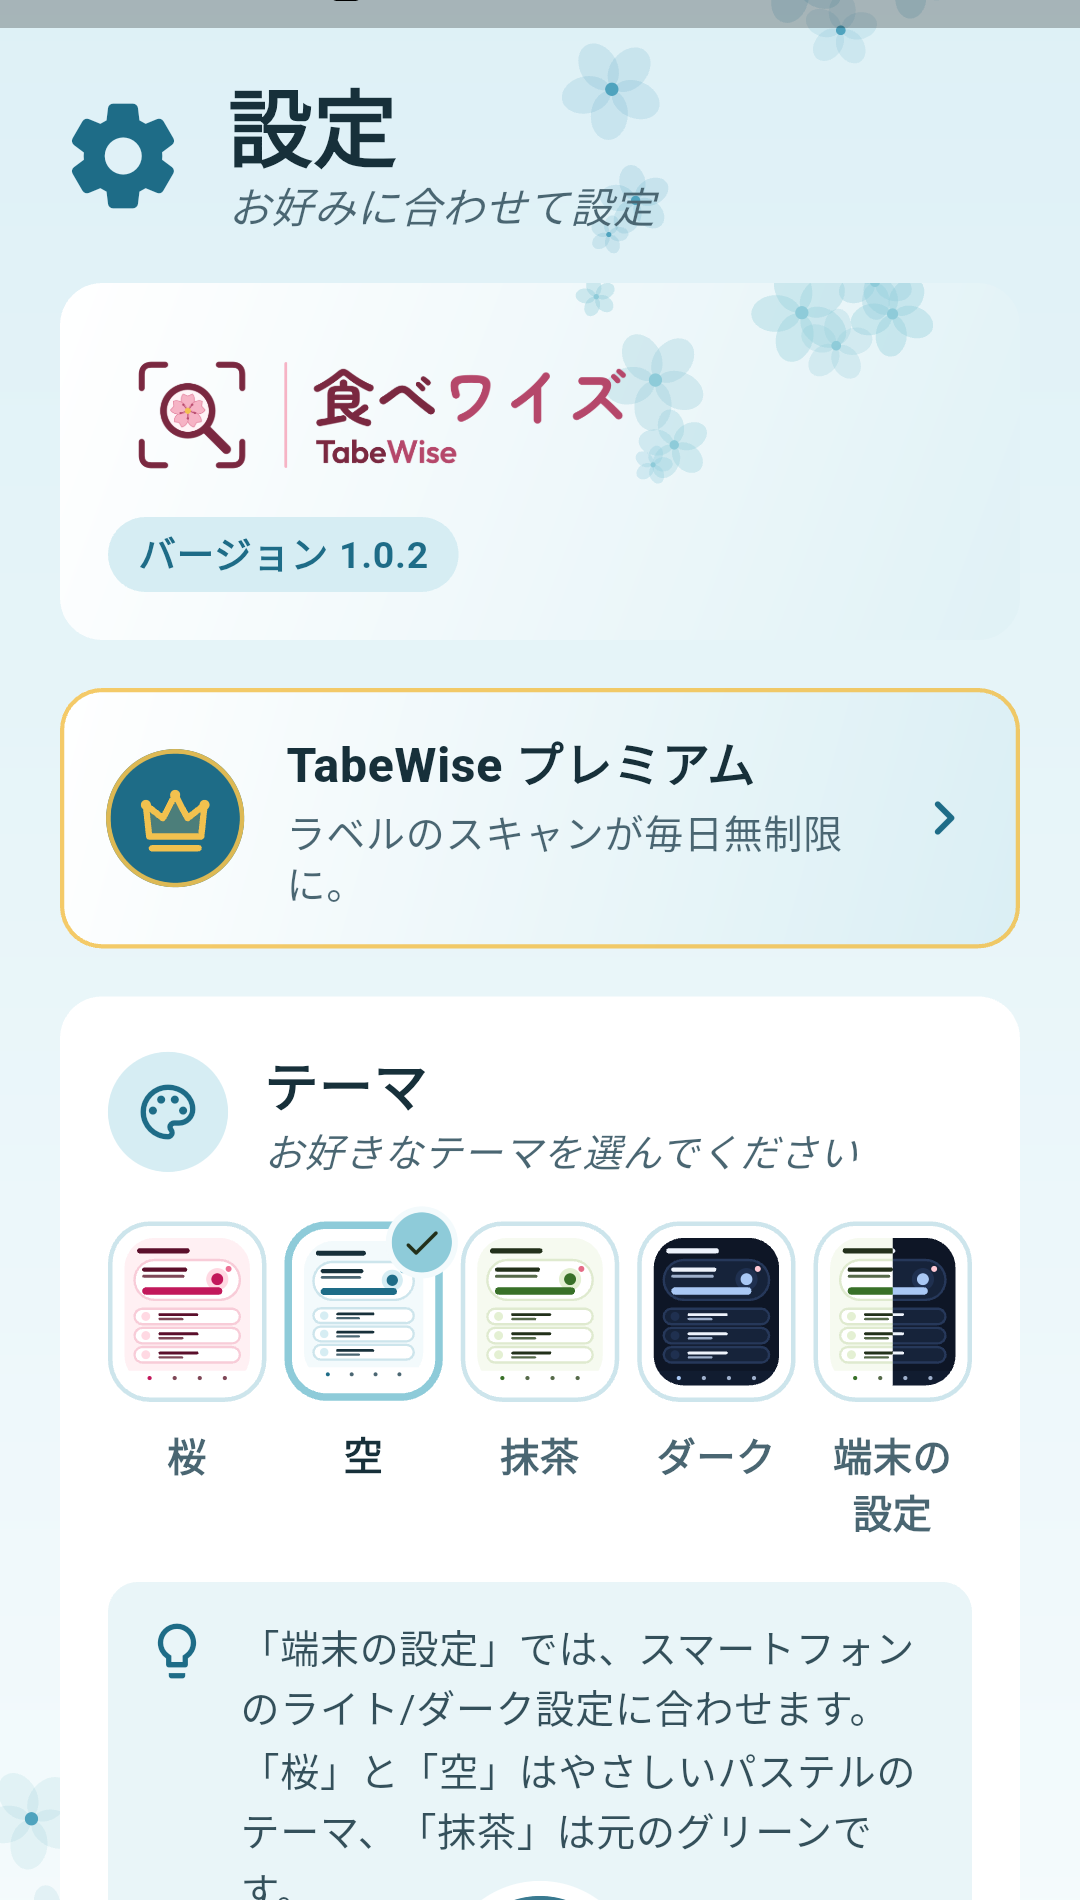 設定
お好みに合わせて設定
食べワイズ
TabeWise
バージョン 1.0.2
TabeWise プレミアム
ラベルのスキャンが毎日無制限
に。
テーマ
お好きなテーマを選んでください
桜
空
抹茶
ダーク
端末の
設定
「端末の設定」では、スマートフォン
のライト/ダーク設定に合わせます。
「桜」と「空」はやさしいパステルの
テーマ、「抹茶」は元のグリーンで
す。